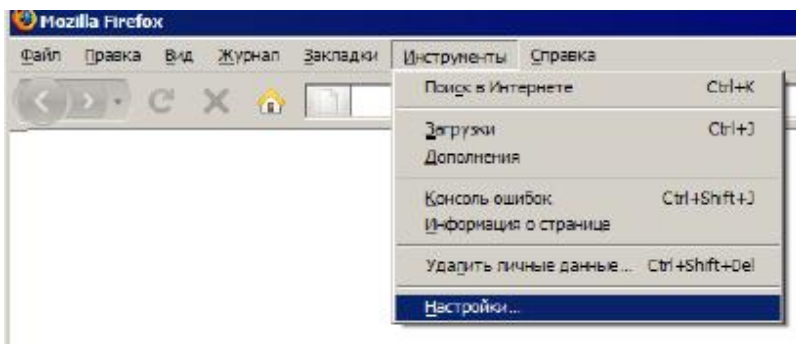 Mozilla Firefox
Файл Правка Вид Журнал Закладки Инструменты Справка
Поиск в Интернете Ctrl+K
Загрузки Ctrl+J
Дополнения
Консоль ошибок Ctrl+Shift+J
Информация о странице
Удалить личные данные... Ctrl+Shift+Del
Настройки...